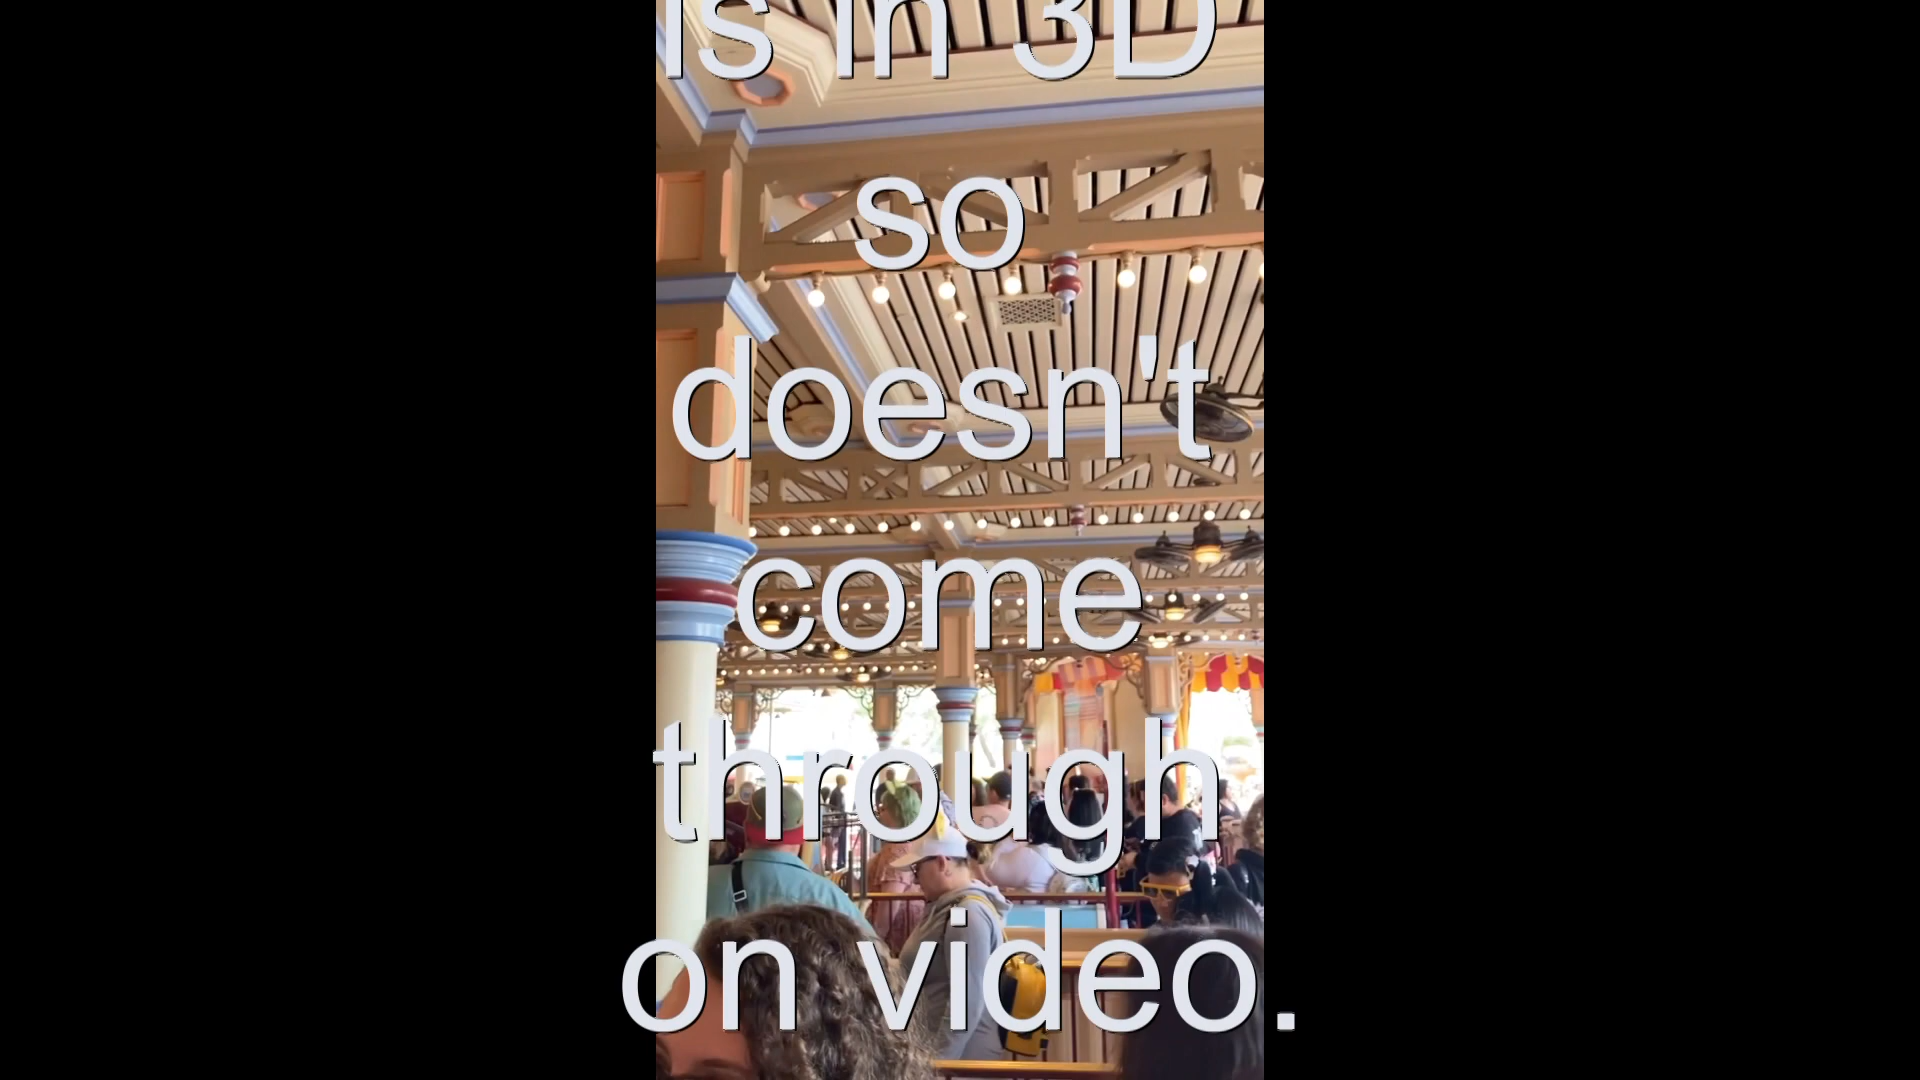 is in 3D
so
doesn't
come
through
on video.